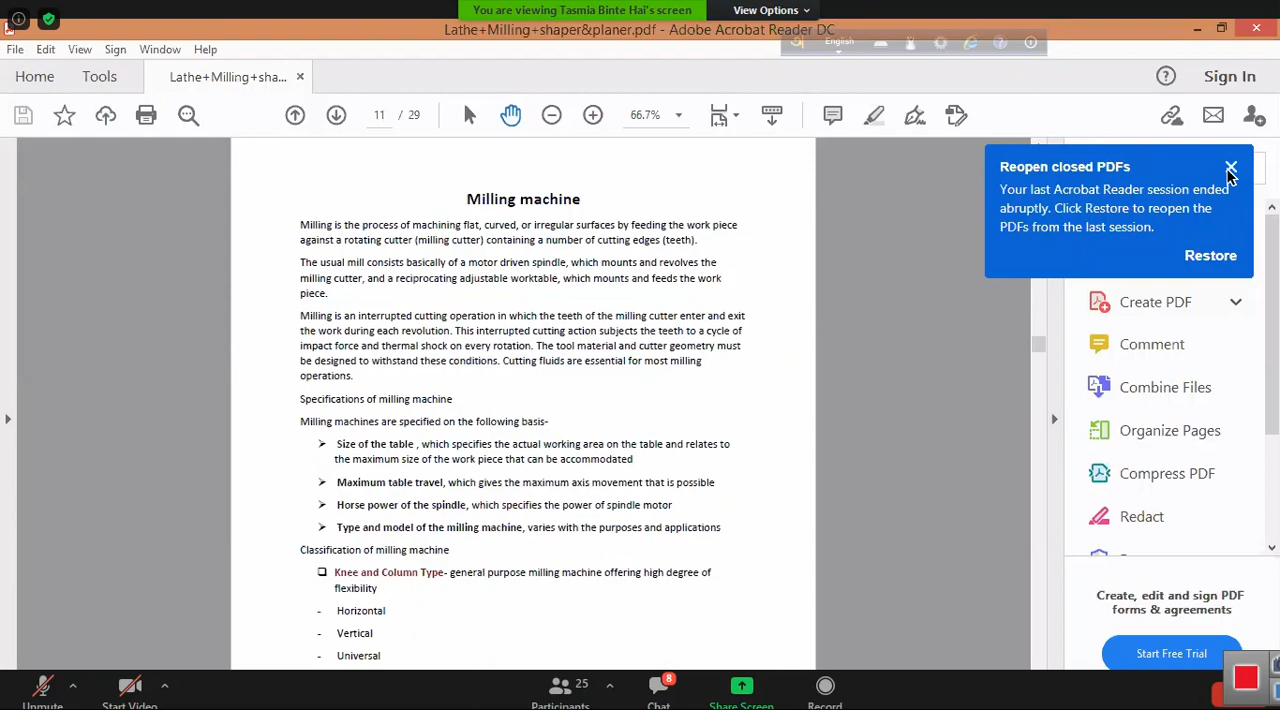 You are viewing Tasmia Binte Hai's screen
View Options
Lathe+Milling+shaper&planer.pdf - Adobe Acrobat Reader DC
English
File Edit View Sign Window Help
Home Tools Lathe+Milling+sha... Sign In
11 / 29 66.7%
Reopen closed PDFs
Your last Acrobat Reader session ended
abruptly. Click Restore to reopen the
PDFs from the last session.
Restore
Milling machine
Milling is the process of machining flat, curved, or irregular surfaces by feeding the work piece
against a rotating cutter (milling cutter) containing a number of cutting edges (teeth).
The usual mill consists basically of a motor driven spindle, which mounts and revolves the
milling cutter, and a reciprocating adjustable worktable, which mounts and feeds the work
piece.
Milling is an interrupted cutting operation in which the teeth of the milling cutter enter and exit
the work during each revolution. This interrupted cutting action subjects the teeth to a cycle of
impact force and thermal shock on every rotation. The tool material and cutter geometry must
be designed to withstand these conditions. Cutting fluids are essential for most milling
operations.
Specifications of milling machine
Milling machines are specified on the following basis-
➢ Size of the table , which specifies the actual working area on the table and relates to
the maximum size of the work piece that can be accommodated
➢ Maximum table travel, which gives the maximum axis movement that is possible
➢ Horse power of the spindle, which specifies the power of spindle motor
➢ Type and model of the milling machine, varies with the purposes and applications
Classification of milling machine
❑ Knee and Column Type- general purpose milling machine offering high degree of
flexibility
- Horizontal
- Vertical
- Universal
Create PDF
Comment
Combine Files
Organize Pages
Compress PDF
Redact
Create, edit and sign PDF
forms & agreements
Start Free Trial
Unmute
Start Video
25
Participants
8
Chat
Share Screen
Record